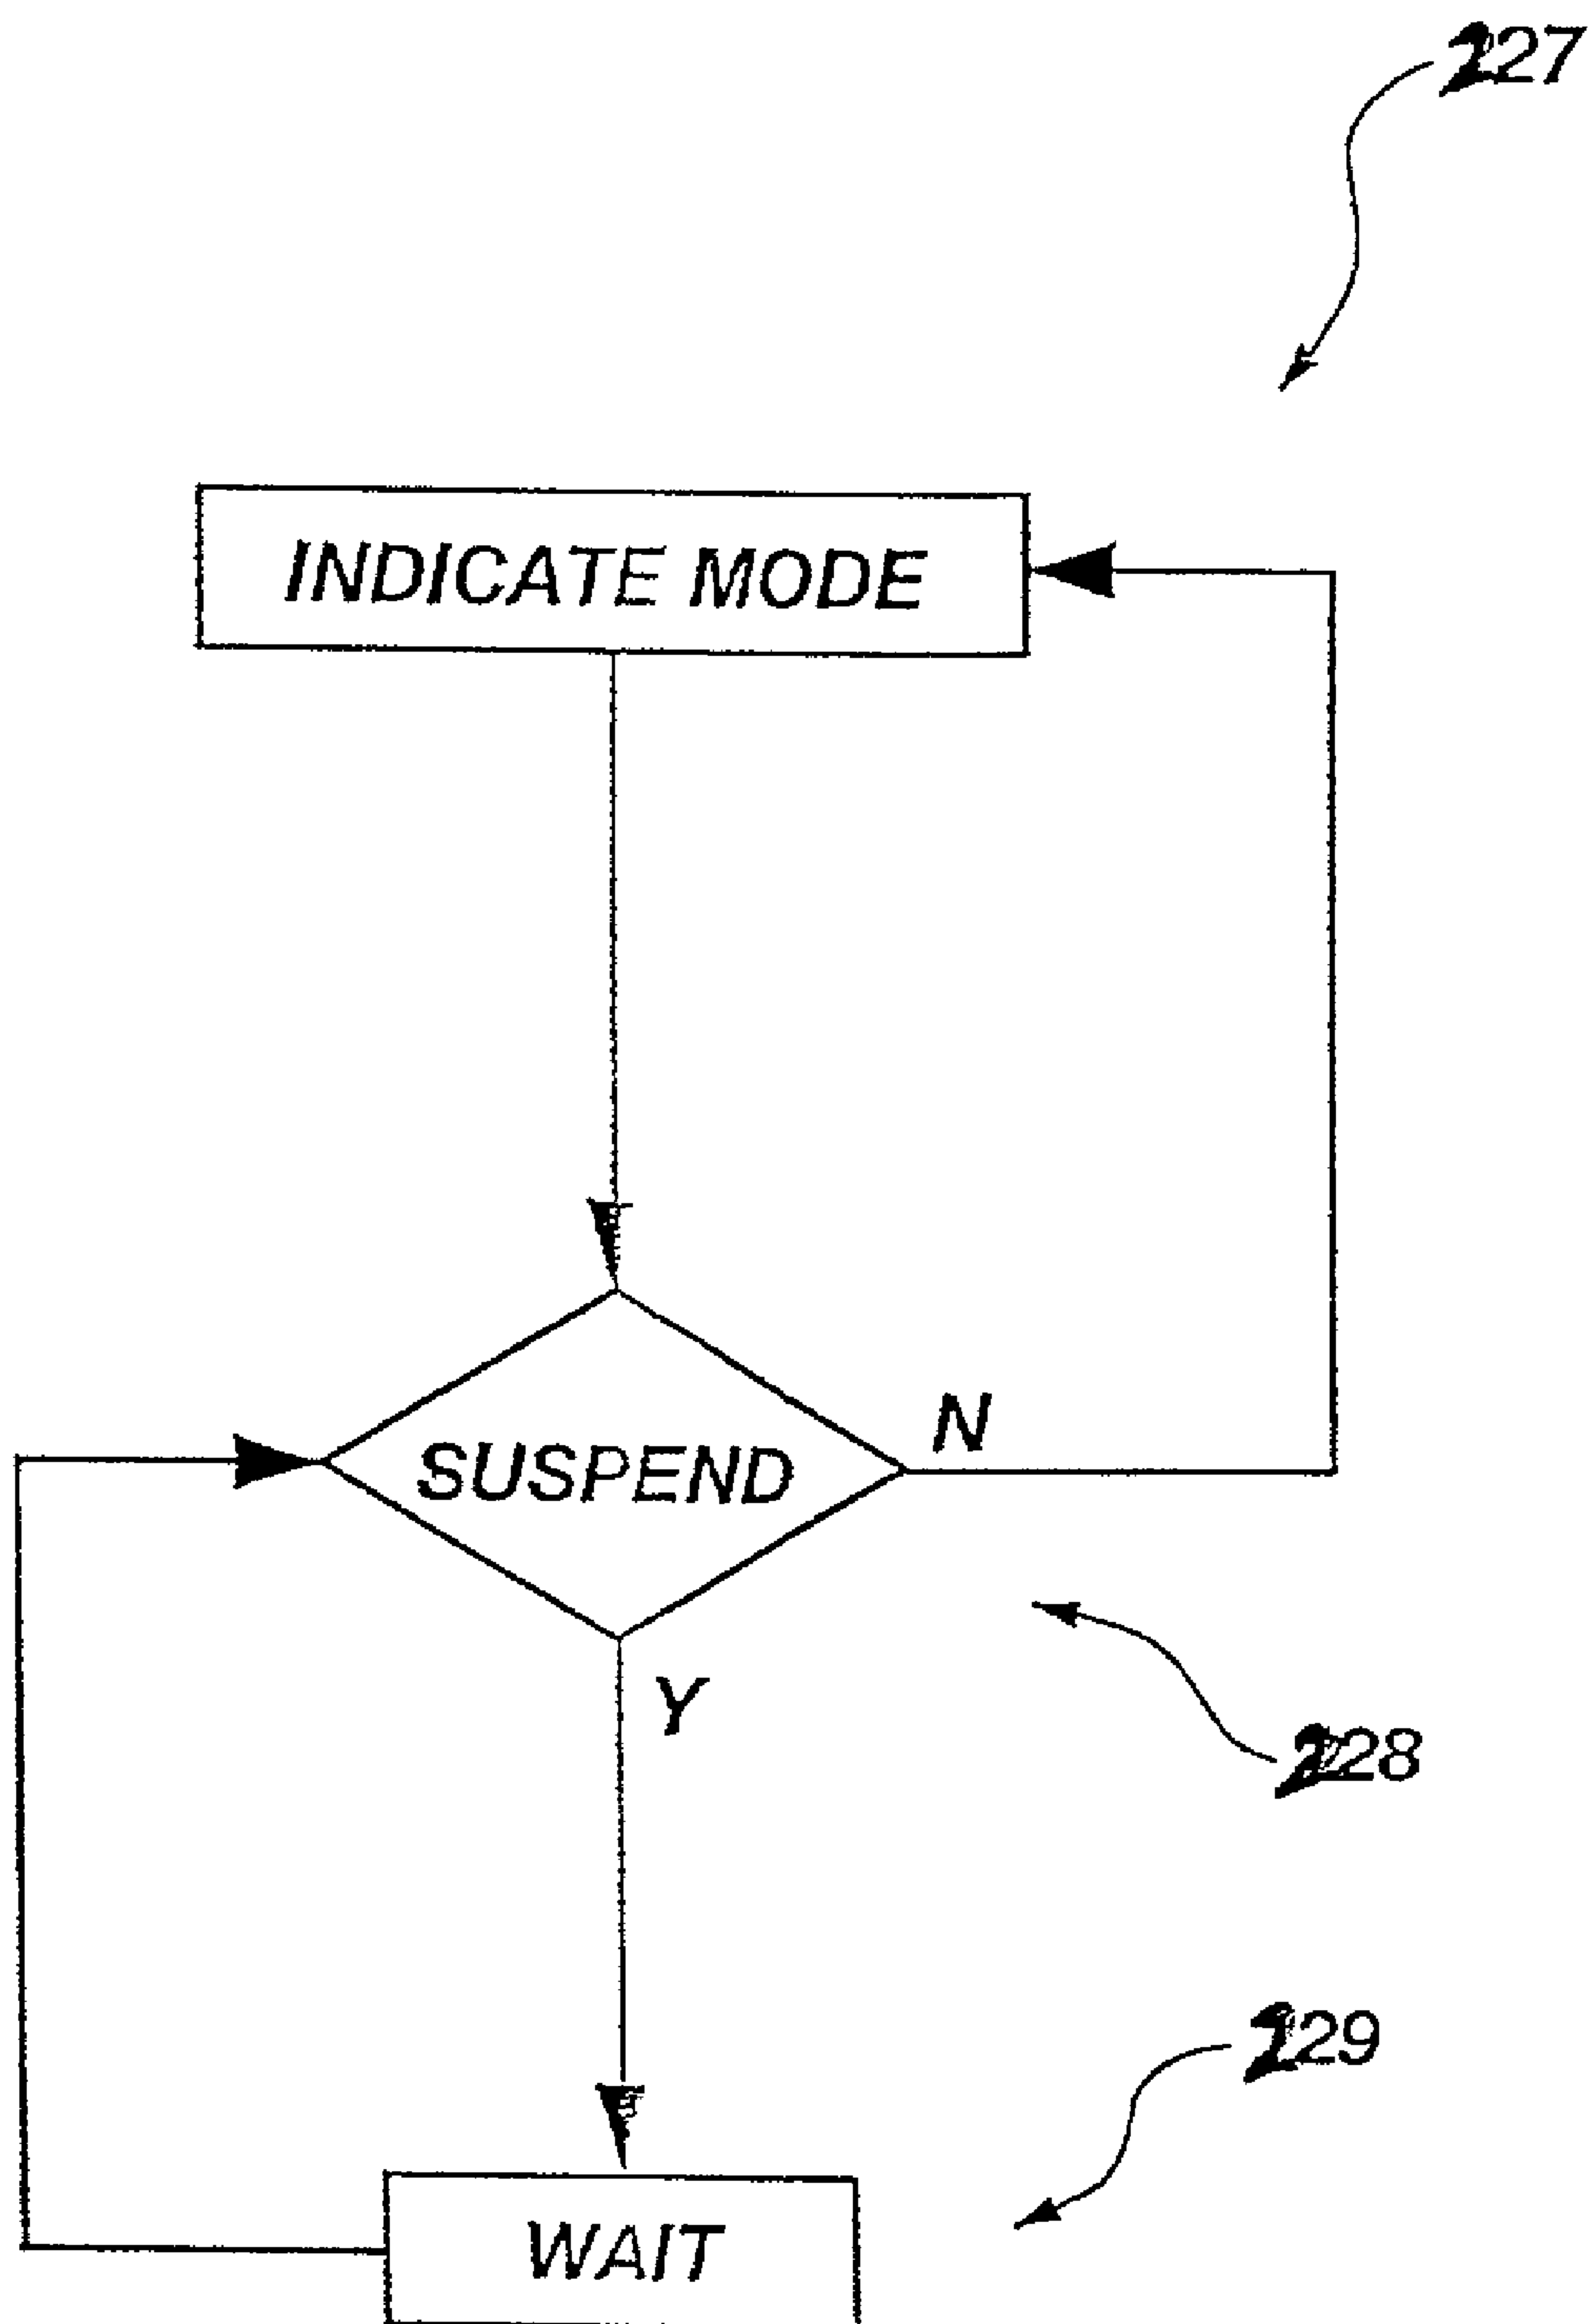 227
INDICATE MODE
N
SUSPEND
Y
228
229
WAIT